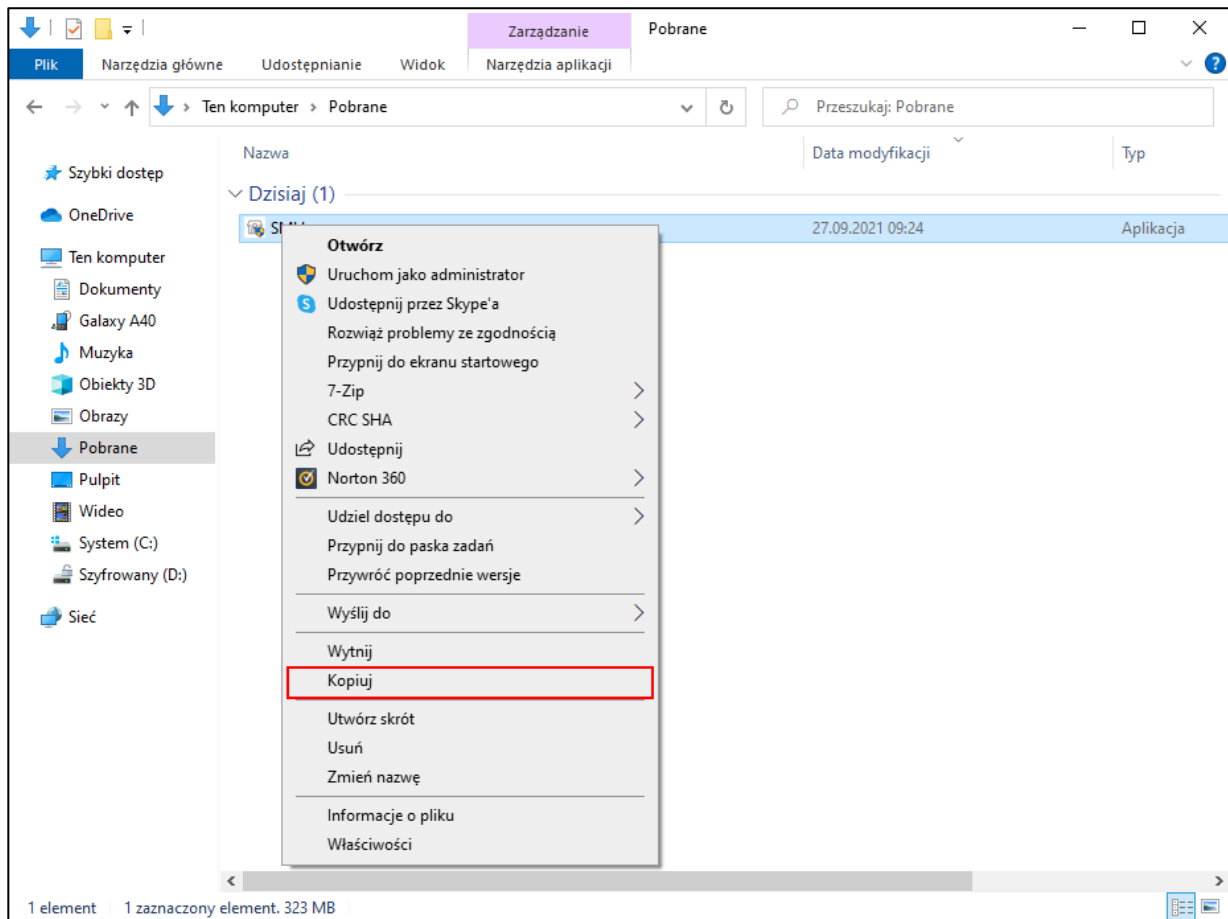 Zarządzanie
Pobrane
Plik
Narzędzia główne
Udostępnianie
Widok
Narzędzia aplikacji
Ten komputer
Pobrane
Przeszukaj: Pobrane
Nazwa
Data modyfikacji
Typ
Szybki dostęp
OneDrive
Ten komputer
Dokumenty
Galaxy A40
Muzyka
Obiekty 3D
Obrazy
Pobrane
Pulpit
Wideo
System (C:)
Szyfrowany (D:)
Sieć
Dzisiaj (1)
27.09.2021 09:24
Aplikacja
Otwórz
Uruchom jako administrator
Udostępnij przez Skype'a
Rozwiąż problemy ze zgodnością
Przypnij do ekranu startowego
7-Zip
CRC SHA
Udostępnij
Norton 360
Udziel dostępu do
Przypnij do paska zadań
Przywróć poprzednie wersje
Wyślij do
Wytnij
Kopiuj
Utwórz skrót
Usuń
Zmień nazwę
Informacje o pliku
Właściwości
1 element
1 zaznaczony element. 323 MB